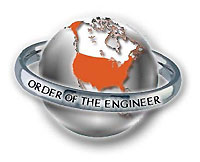 ORDER OF THE ENGINEER